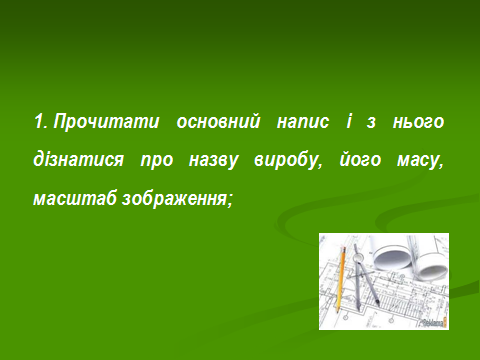 1. Прочитати основний напис і з нього
дізнатися про назву виробу, його масу,
масштаб зображення;